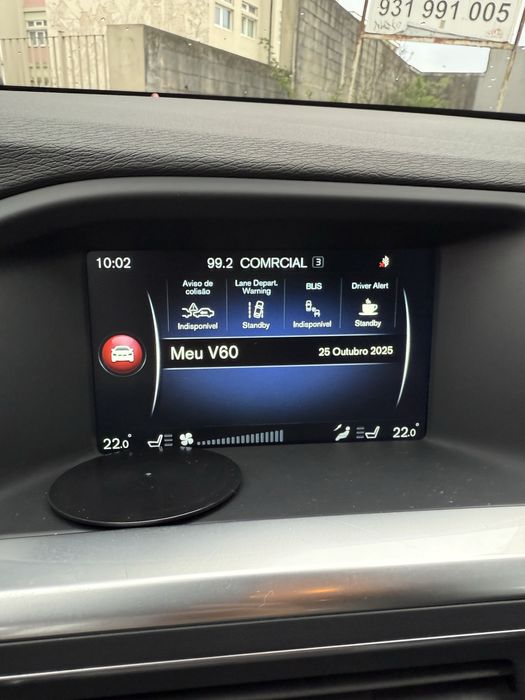 931 991 005
10:02
99.2 COMRCIAL 3
Aviso de
colisão
Indisponível
Lane Depart.
Warning
Standby
BLIS
Indisponível
Driver Alert
Standby
Meu V60
25 Outubro 2025
22.0°
22.0°